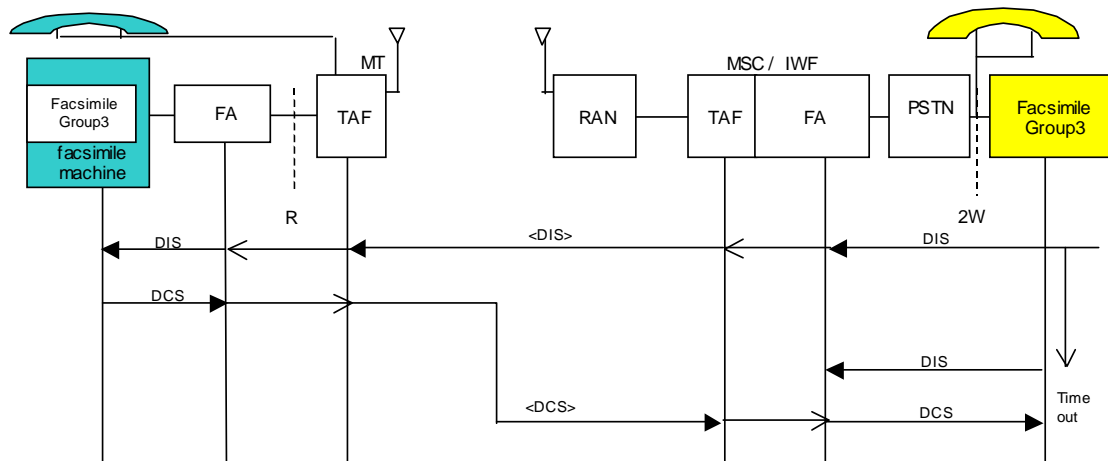 MT
MSC / IWF
Facsimile
Group3
facsimile
machine
FA
TAF
RAN
TAF
FA
PSTN
Facsimile
Group3
R
2W
DIS
<DIS>
DIS
DCS
DIS
Time
out
<DCS>
DCS